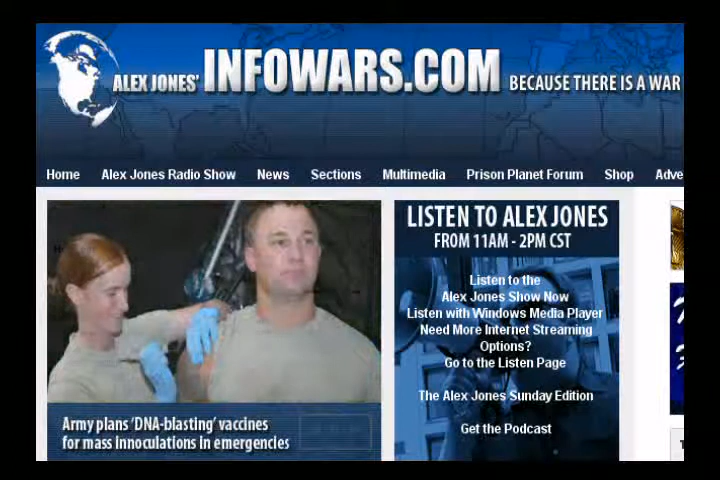 ALEX JONES' INFOWARS.COM BECAUSE THERE IS A WAR
Home Alex Jones Radio Show News Sections Multimedia Prison Planet Forum Shop Adve
LISTEN TO ALEX JONES
FROM 11AM - 2PM CST
Listen to the
Alex Jones Show Now
Listen with Windows Media Player
Need More Internet Streaming
Options?
Go to the Listen Page
The Alex Jones Sunday Edition
Get the Podcast
Army plans 'DNA-blasting' vaccines
for mass innoculations in emergencies